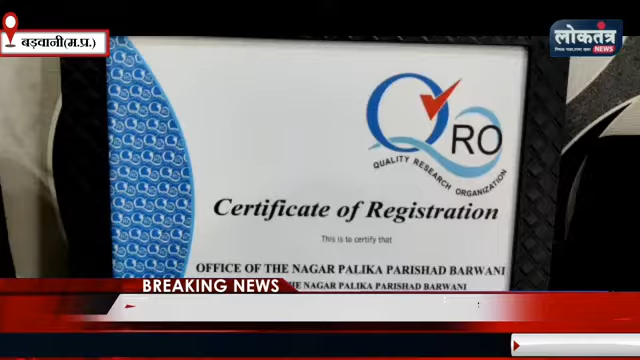 बड़वानी(म.प्र.)
लोकतंत्र
NEWS
QRO
QUALITY RESEARCH ORGANIZATION
Certificate of Registration
This is to certify that
OFFICE OF THE NAGAR PALIKA PARISHAD BARWANI
THE NAGAR PALIKA PARISHAD BARWANI
BREAKING NEWS